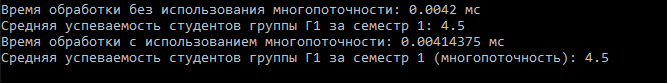 Время обработки без использования многопоточности: 0.0042 мс
Средняя успеваемость студентов группы Г1 за семестр 1: 4.5
Время обработки с использованием многопоточности: 0.00414375 мс
Средняя успеваемость студентов группы Г1 за семестр 1 (многопоточность): 4.5